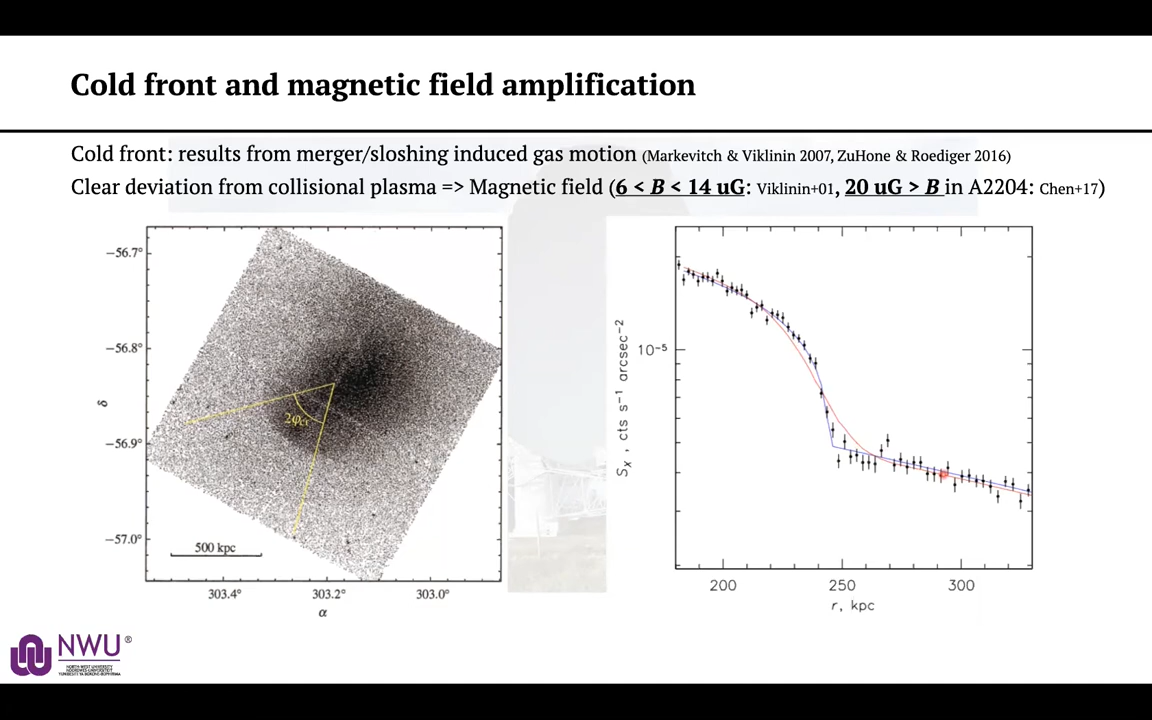 Cold front and magnetic field amplification
Cold front: results from merger/sloshing induced gas motion (Markevitch & Viklinin 2007, ZuHone & Roediger 2016)
Clear deviation from collisional plasma => Magnetic field (6 < B < 14 uG: Viklinin+01, 20 uG > B in A2204: Chen+17)
−56.7°
−56.8°
−56.9°
−57.0°
δ
2φcr
500 kpc
303.4° 303.2° 303.0°
α
10−5
Sx , cts s−1 arcsec−2
200 250 300
r, kpc
NWU®
NORTH-WEST UNIVERSITY
NOORDWES-UNIVERSITEIT
YUNIBESITI YA BOKONE-BOPHIRIMA